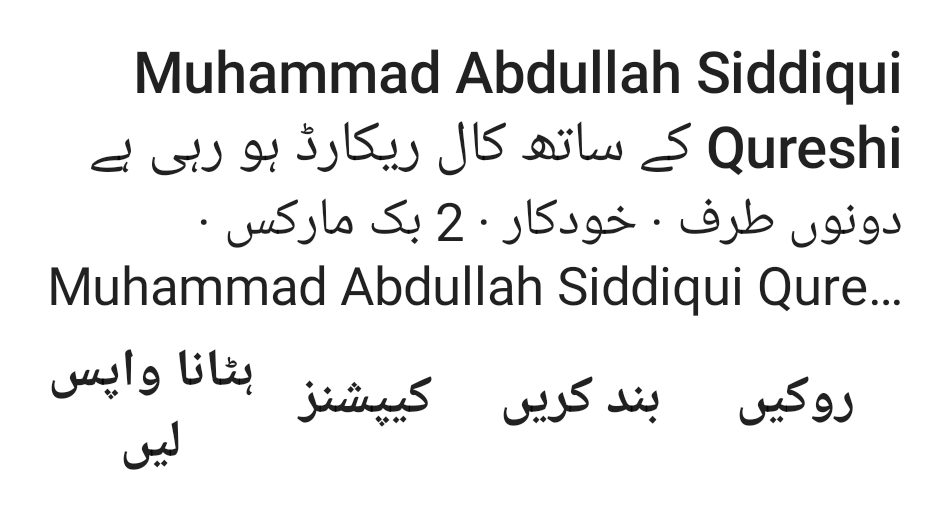 Muhammad Abdullah Siddiqui
Qureshi کے ساتھ کال ریکارڈ ہو رہی ہے
دونوں طرف · خودکار · 2 بک مارکس ·
Muhammad Abdullah Siddiqui Qure…
روکیں بند کریں کیپشنز ہٹانا واپس
لیں